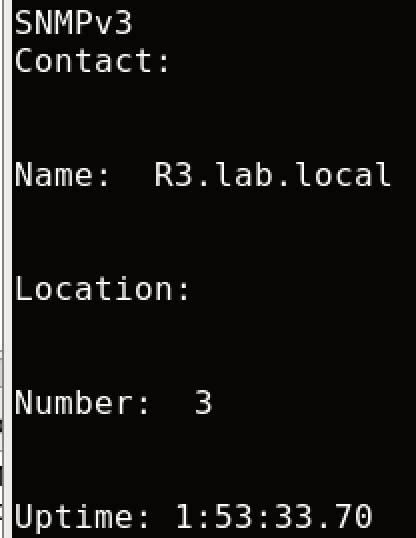 SNMPv3
Contact:
Name:  R3.lab.local
Location:
Number:  3
Uptime: 1:53:33.70